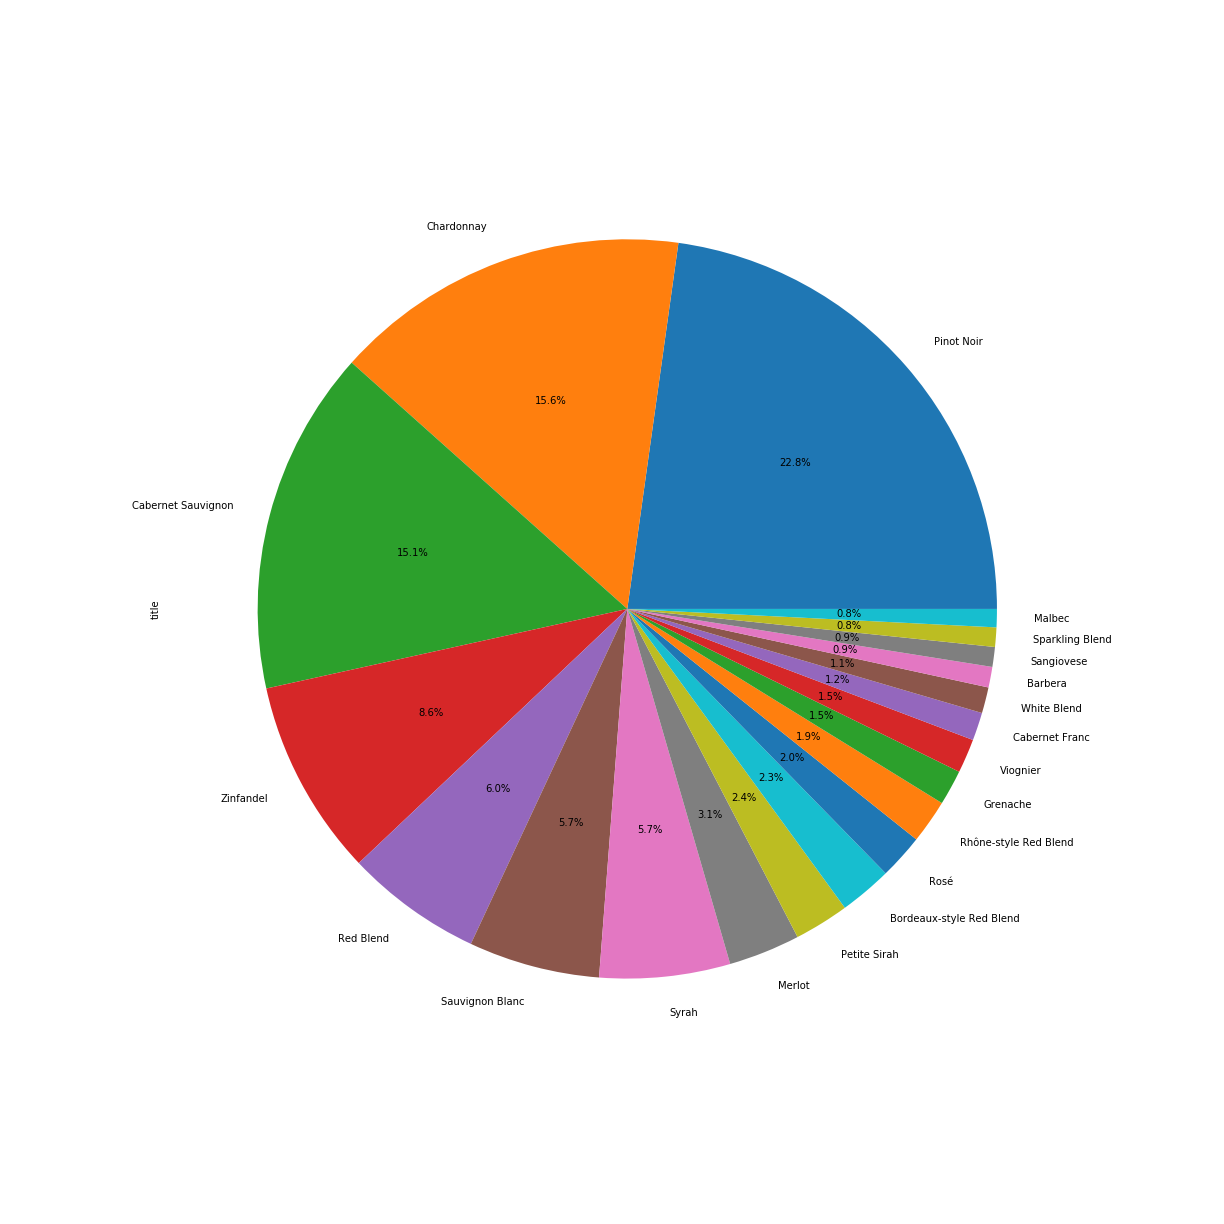 Chardonnay
Pinot Noir
15.6%
22.8%
Cabernet Sauvignon
15.1%
title
0.8%
Malbec
0.8%
Sparkling Blend
0.9%
Sangiovese
0.9%
Barbera
1.1%
White Blend
1.2%
Cabernet Franc
1.5%
Viognier
1.5%
Grenache
1.9%
Rhône-style Red Blend
2.0%
Rosé
2.3%
Bordeaux-style Red Blend
2.4%
Petite Sirah
3.1%
Merlot
5.7%
Syrah
5.7%
Sauvignon Blanc
6.0%
Red Blend
8.6%
Zinfandel